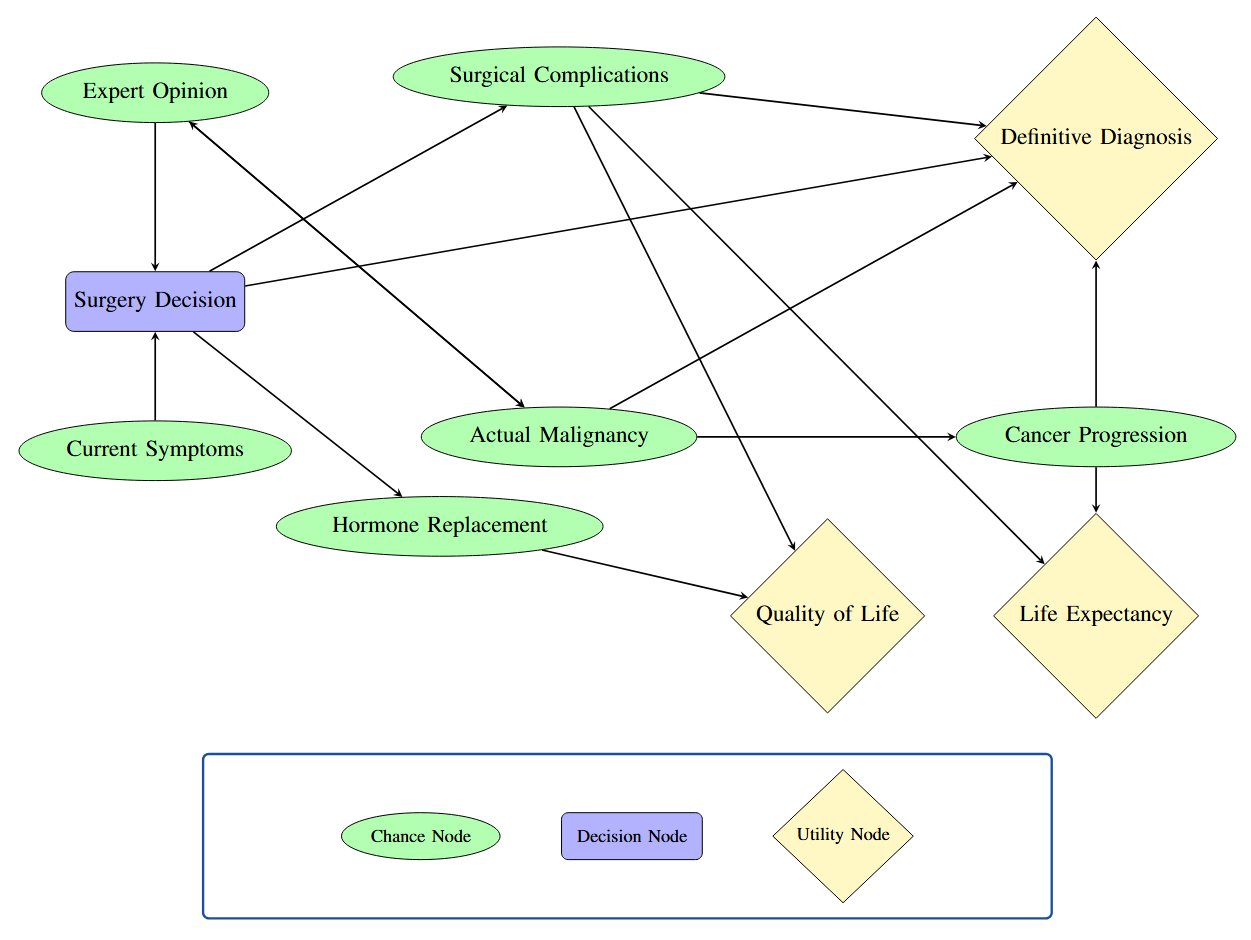 Surgical Complications
Expert Opinion
Definitive Diagnosis
Surgery Decision
Current Symptoms
Actual Malignancy
Cancer Progression
Hormone Replacement
Quality of Life
Life Expectancy
Chance Node
Decision Node
Utility Node